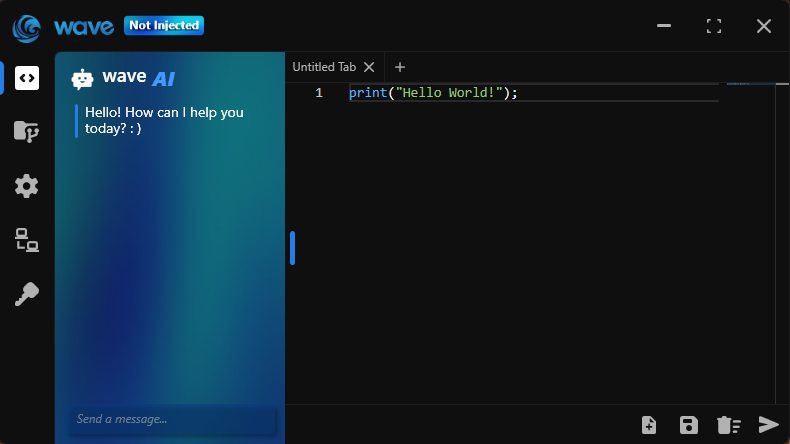 wave Not Injected
wave AI
Hello! How can I help you
today? : )
Send a message...
Untitled Tab
1 print("Hello World!");